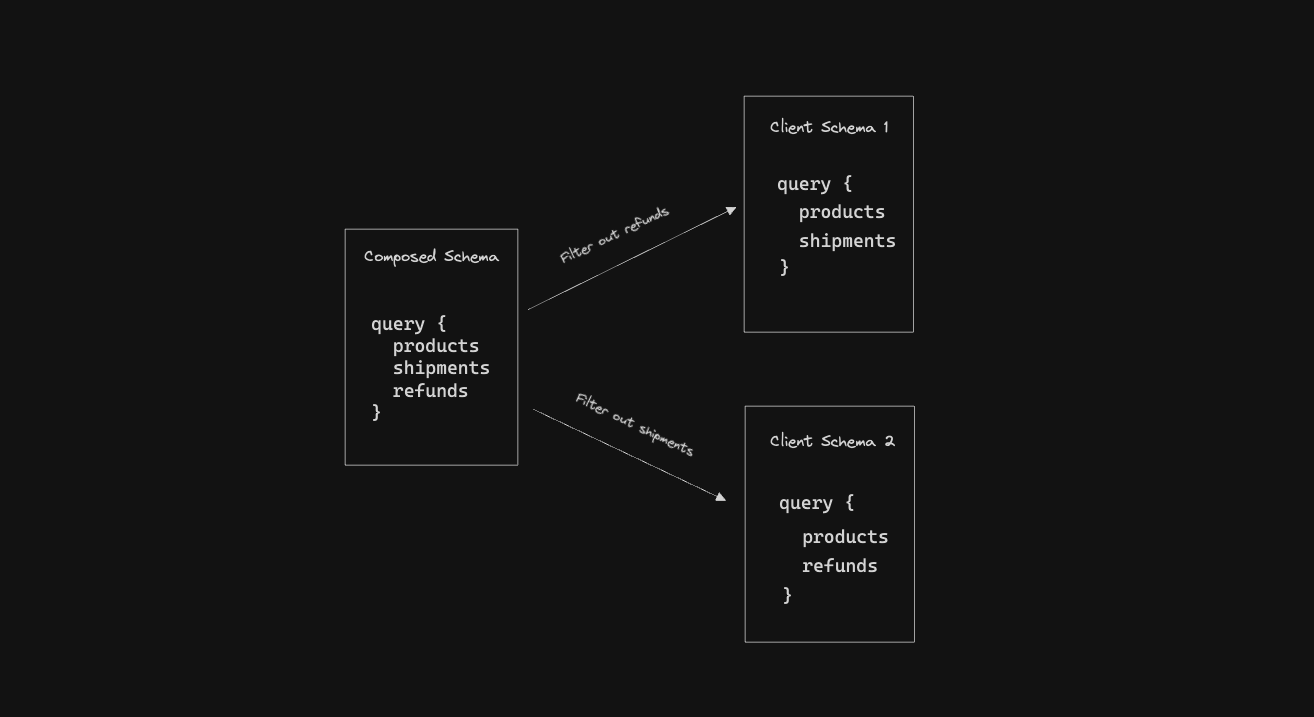 Composed Schema
query {
  products
  shipments
  refunds
}
Filter out refunds
Client Schema 1
query {
  products
  shipments
}
Filter out shipments
Client Schema 2
query {
  products
  refunds
}